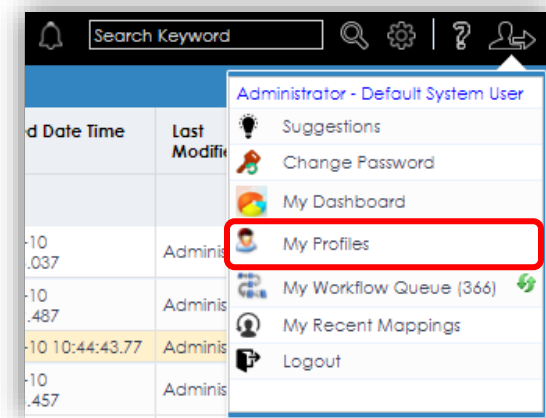 Search Keyword
Administrator - Default System User
d Date Time
Last
Modifie
Suggestions
Change Password
My Dashboard
My Profiles
My Workflow Queue (366)
My Recent Mappings
Logout
-10
.037
Adminis
-10
.487
Adminis
-10 10:44:43.77
Adminis
-10
.457
Adminis